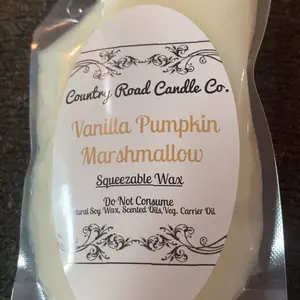 Country Road Candle Co.
Vanilla Pumpkin
Marshmallow
Squeezable Wax
Do Not Consume
Soy Wax, Scented Oils,Veg. Carrier Oil